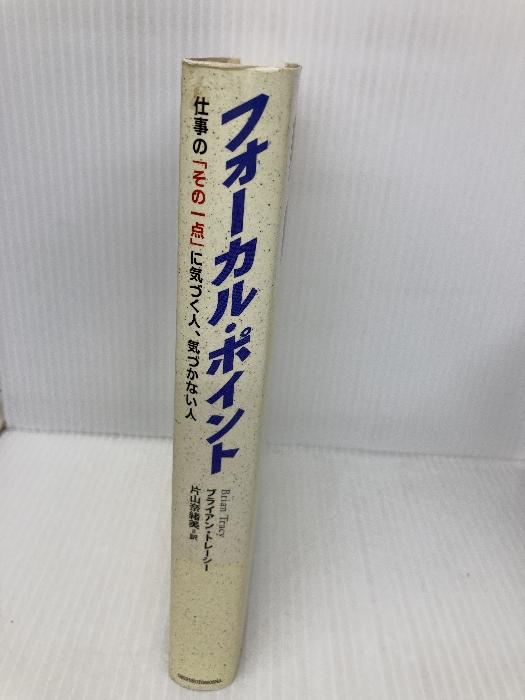 フォーカル・ポイント
仕事の「その一点」に気づく人、気づかない人
Brian Tracy
ブライアン・トレーシー
片山奈緒美=訳